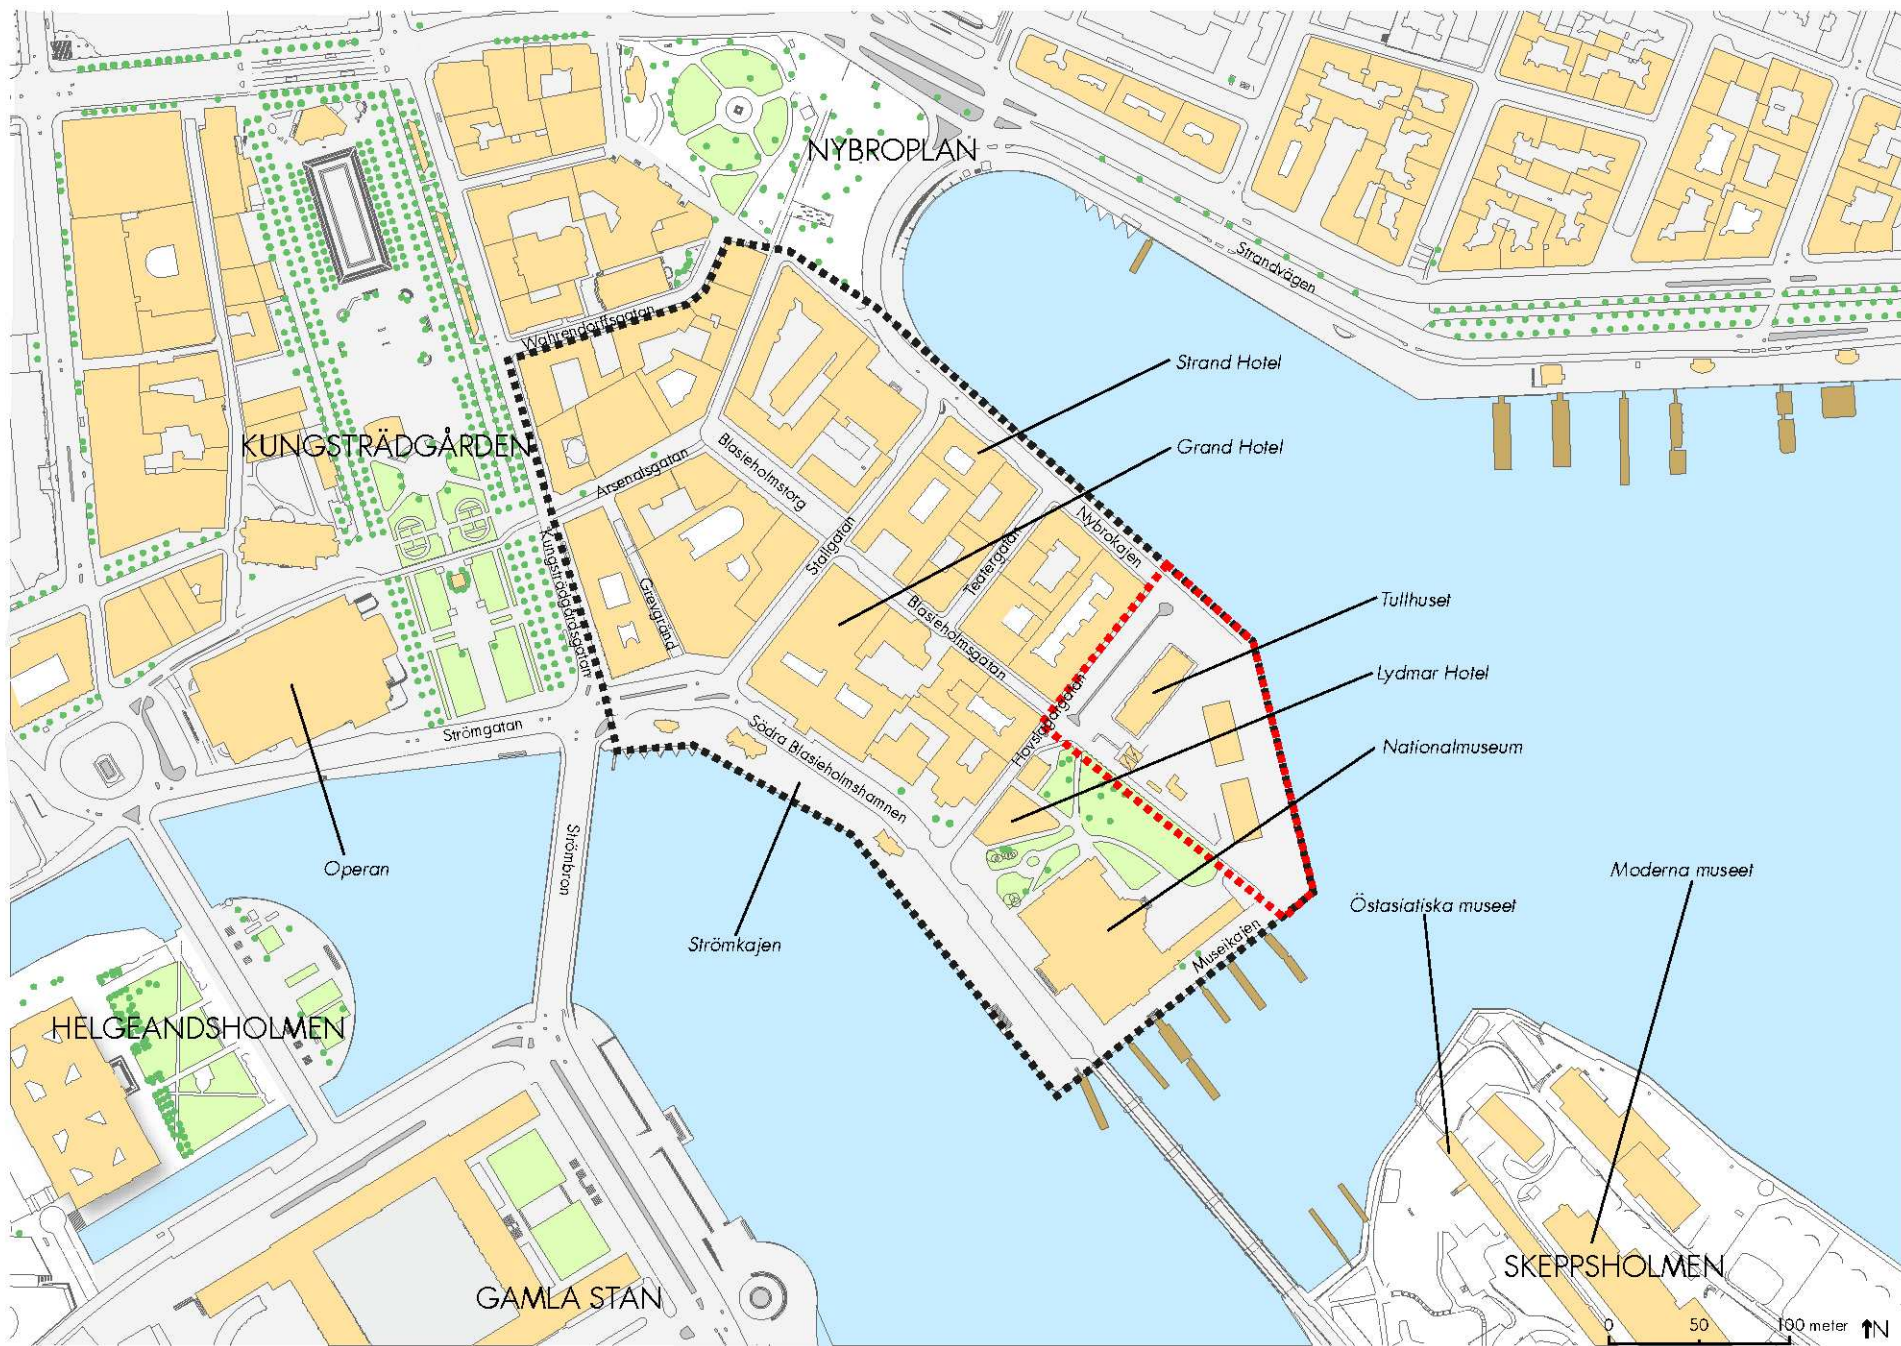 NYBROPLAN
Strandvägen
Wahrendorffsgatan
Strand Hotel
KUNGSTRÄDGÅRDEN
Grand Hotel
Blasieholmstorg
Arsenalsgatan
Nybrokajen
Stallgatan
Teatergatan
Kungsträdgårdsgatan
Grevgränd
Blasieholmsgatan
Tullhuset
Lydmar Hotel
Hovslagargatan
Strömgatan
Södra Blasieholmshamnen
Nationalmuseum
Operan
Strömbron
Moderna museet
Östasiatiska museet
Strömkajen
Museikajen
HELGEANDSHOLMEN
SKEPPSHOLMEN
GAMLA STAN
0 50 100 meter N